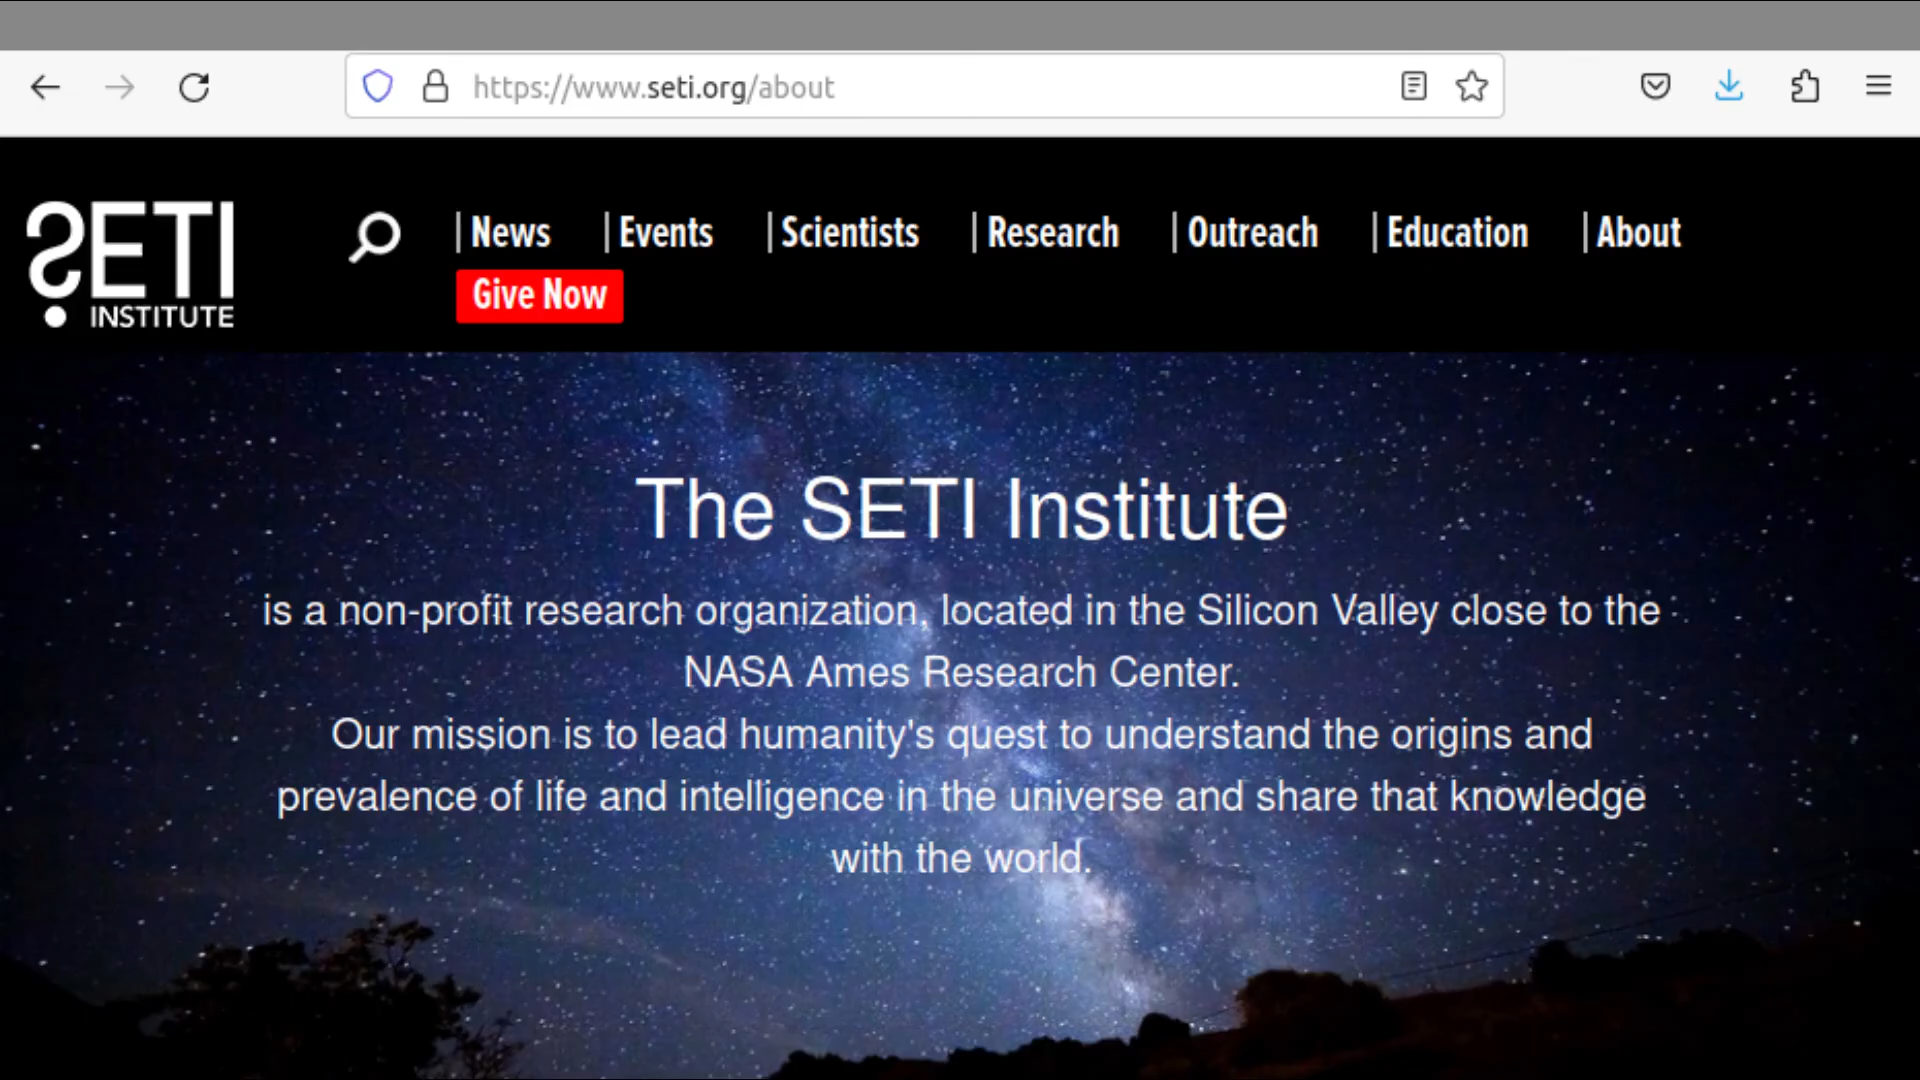 https://www.seti.org/about
SETI
INSTITUTE
News
Events
Scientists
Research
Outreach
Education
About
Give Now
The SETI Institute
is a non-profit research organization, located in the Silicon Valley close to the
NASA Ames Research Center.
Our mission is to lead humanity's quest to understand the origins and
prevalence of life and intelligence in the universe and share that knowledge
with the world.